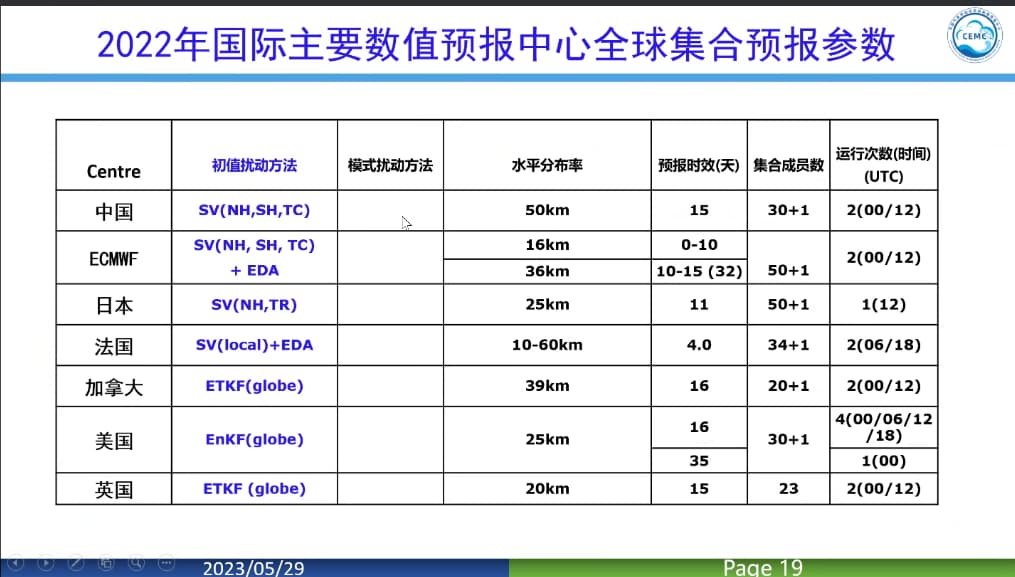 2022年国际主要数值预报中心全球集合预报参数
CEMC
Centre 初值扰动方法 模式扰动方法 水平分布率 预报时效(天) 集合成员数 运行次数(时间)
(UTC)
中国 SV(NH,SH,TC) 50km 15 30+1 2(00/12)
ECMWF SV(NH, SH, TC)
+ EDA 16km 0-10 50+1 2(00/12)
36km 10-15 (32)
日本 SV(NH,TR) 25km 11 50+1 1(12)
法国 SV(local)+EDA 10-60km 4.0 34+1 2(06/18)
加拿大 ETKF(globe) 39km 16 20+1 2(00/12)
美国 EnKF(globe) 25km 16 30+1 4(00/06/12
/18)
35 1(00)
英国 ETKF (globe) 20km 15 23 2(00/12)
2023/05/29
Page 19